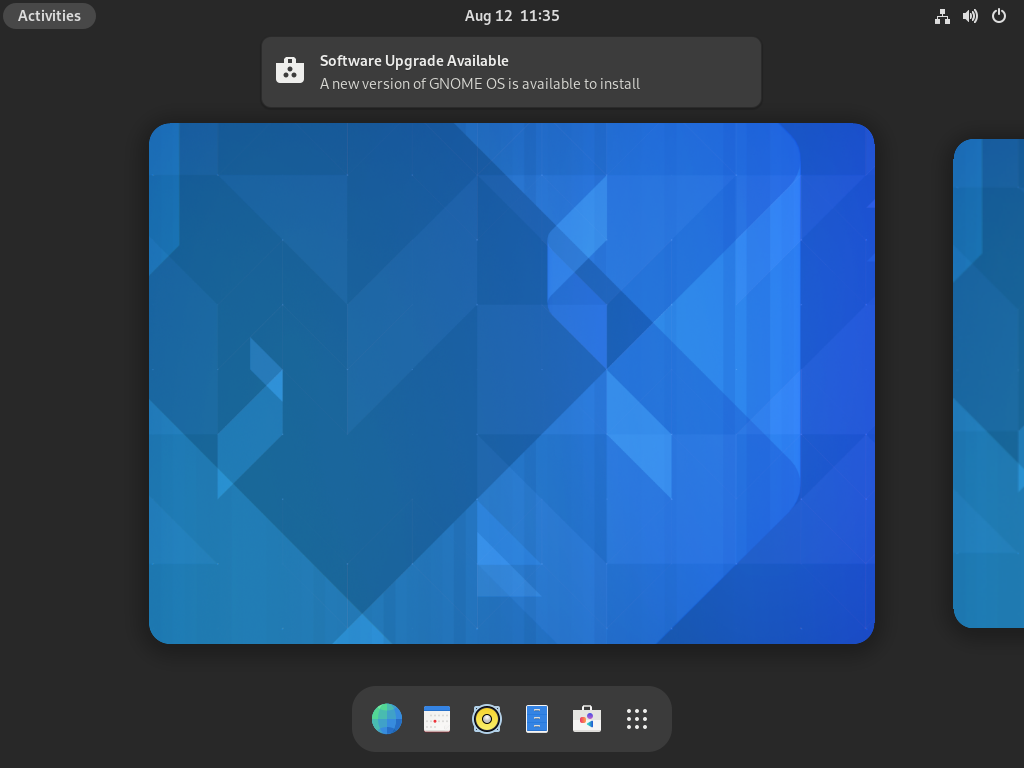 Activities
Aug 12 11:35
Software Upgrade Available
A new version of GNOME OS is available to install